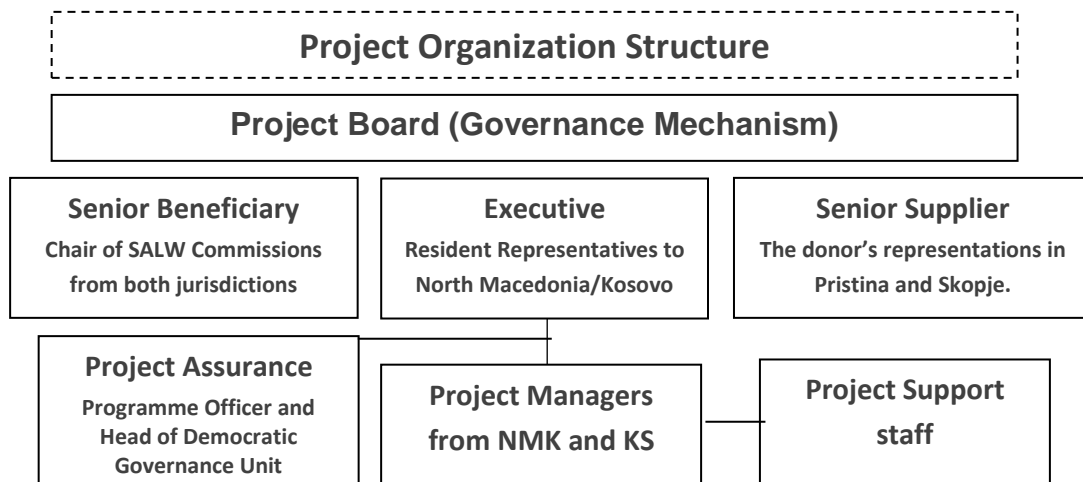 Project Organization Structure
Project Board (Governance Mechanism)
Senior Beneficiary
Chair of SALW Commissions
from both jurisdictions
Executive
Resident Representatives to
North Macedonia/Kosovo
Senior Supplier
The donor's representations in
Pristina and Skopje.
Project Assurance
Programme Officer and
Head of Democratic
Governance Unit
Project Managers
from NMK and KS
Project Support
staff